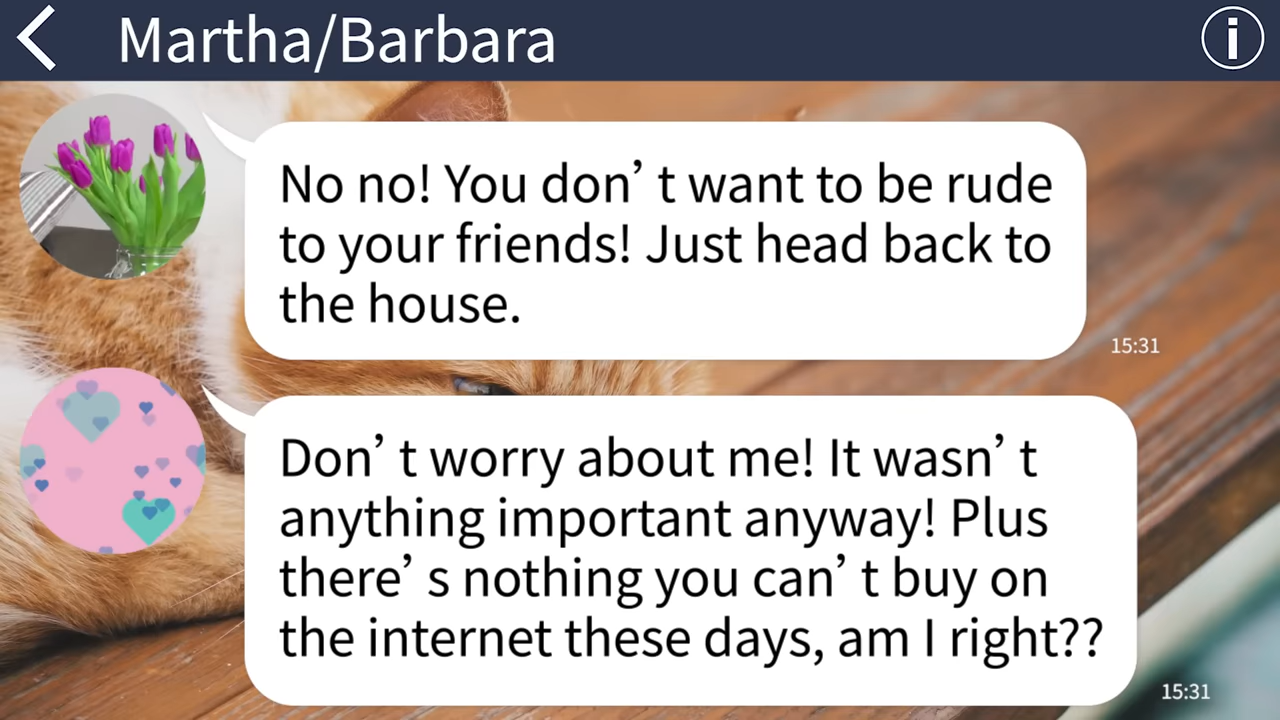 Martha/Barbara
No no! You don’t want to be rude
to your friends! Just head back to
the house.
15:31
Don’t worry about me! It wasn’t
anything important anyway! Plus
there’s nothing you can’t buy on
the internet these days, am I right??
15:31